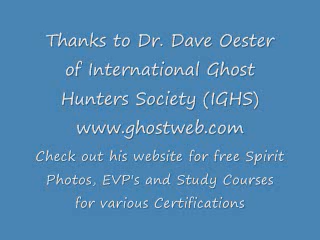 Thanks to Dr. Dave Oester
of International Ghost
Hunters Society (IGHS)
www.ghostweb.com
Check out his website for free Spirit
Photos, EVP's and Study Courses
for various Certifications